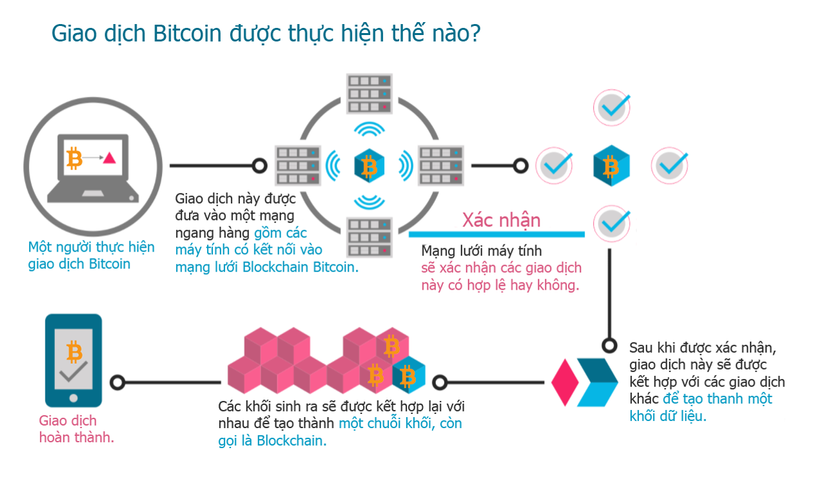 Giao dịch Bitcoin được thực hiện thế nào?
Một người thực hiện
giao dịch Bitcoin
Giao dịch này được
đưa vào một mạng
ngang hàng gồm các
máy tính có kết nối vào
mạng lưới Blockchain Bitcoin.
Xác nhận
Mạng lưới máy tính
sẽ xác nhận các giao dịch
này có hợp lệ hay không.
Sau khi được xác nhận,
giao dịch này sẽ được
kết hợp với các giao dịch
khác để tạo thanh một
khối dữ liệu.
Các khối sinh ra sẽ được kết hợp lại với
nhau để tạo thành một chuỗi khối, còn
gọi là Blockchain.
Giao dịch
hoàn thành.